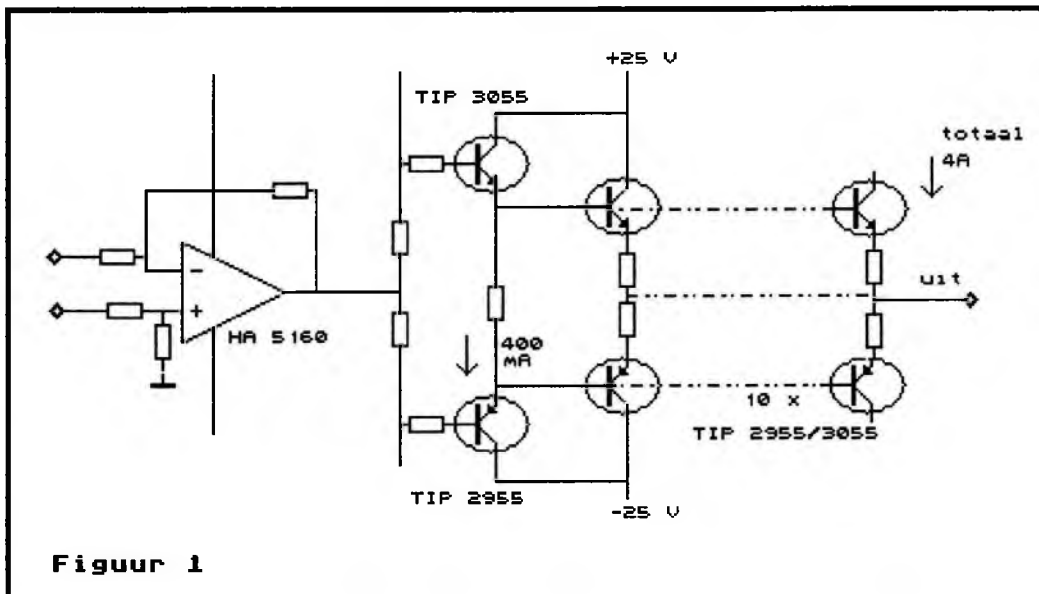 +25 V
TIP 3055
totaal
4A
-
+
HA 5160
uit
400
mA
10 x
TIP 2955/3055
TIP 2955
-25 V
Figuur 1